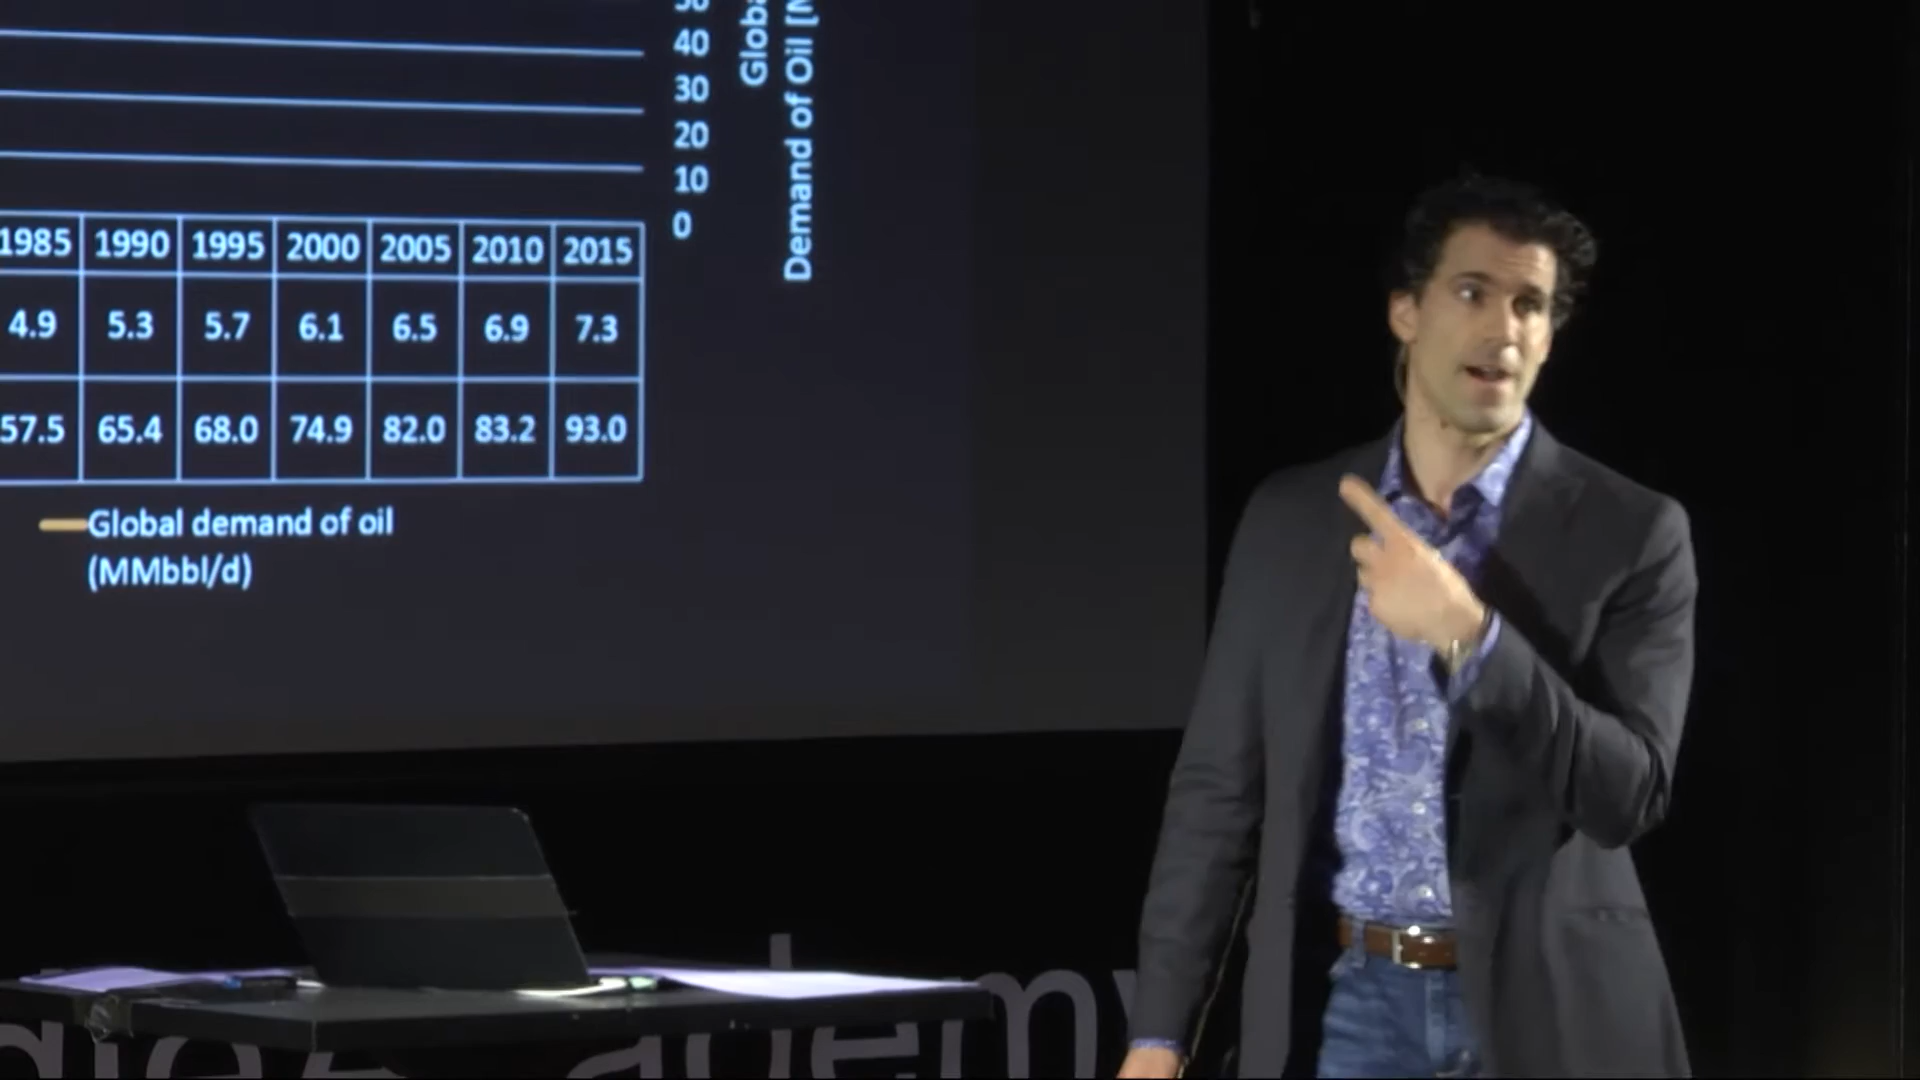 40
30
20
10
0
Demand of Oil
1985 1990 1995 2000 2005 2010 2015
4.9 5.3 5.7 6.1 6.5 6.9 7.3
57.5 65.4 68.0 74.9 82.0 83.2 93.0
Global demand of oil
(MMbbl/d)